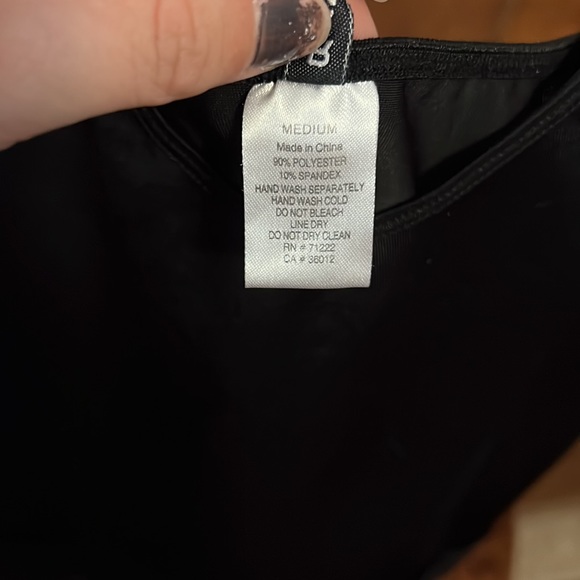 MEDIUM
Made in China
90% POLYESTER
10% SPANDEX
HAND WASH SEPARATELY
HAND WASH COLD
DO NOT BLEACH
LINE DRY
DO NOT DRY CLEAN
RN # 71222
CA # 36012